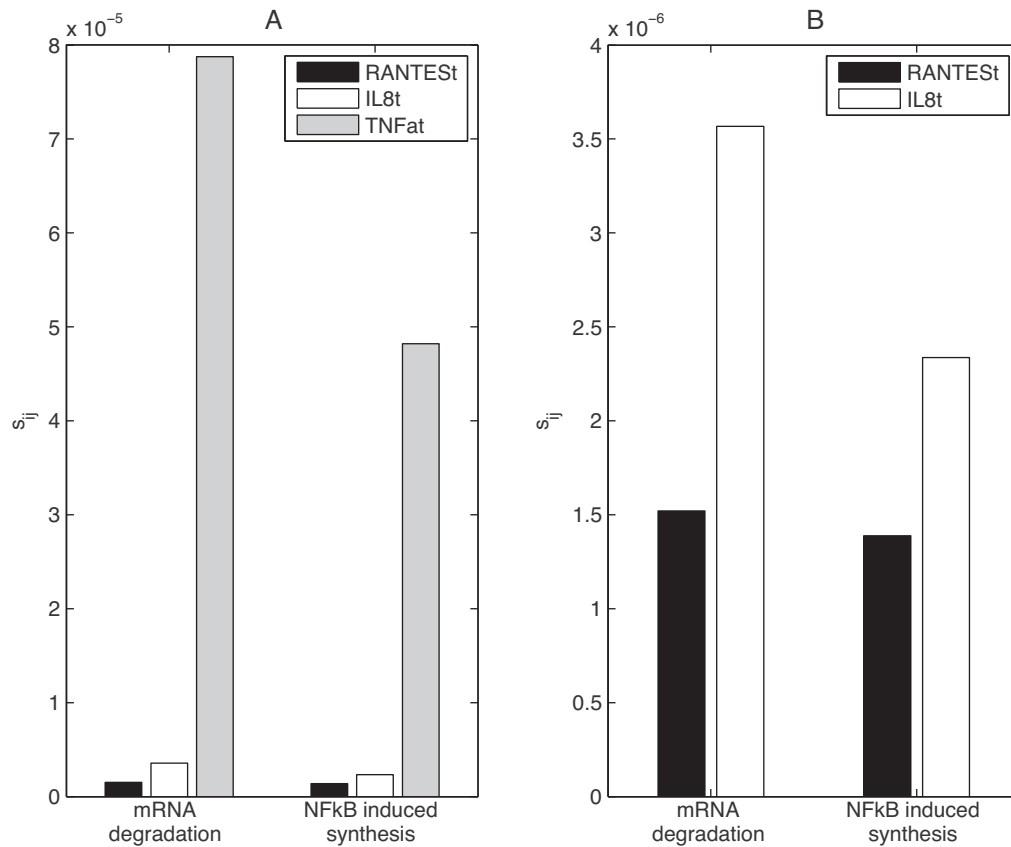 A
x 10⁻⁵
8
7
6
5
4
3
2
1
0
s_ij
RANTESt
IL8t
TNFat
mRNA
degradation
NFkB induced
synthesis
B
x 10⁻⁶
4
3.5
3
2.5
2
1.5
1
0.5
0
s_ij
RANTESt
IL8t
mRNA
degradation
NFkB induced
synthesis